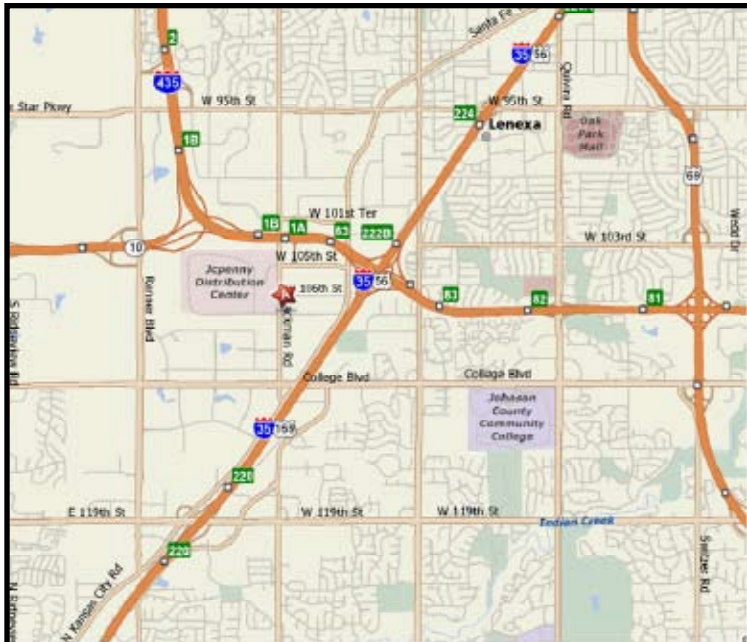 2
Santa Fe
35
56
435
Quivira Rd
e Star Pkwy
W 95th St
224
W 95th St
Lenexa
Oak
Park
Mall
1B
69
W 101st Ter
1B
1A
83
222B
10
W 103rd St
W 105th St
Jcpenny
Distribution
Center
106th St
35
56
83
82
81
Renner Blvd
College Blvd
College Blvd
Johnson
County
Community
College
35
169
E 119th St
W 119th St
W 119th St
Indian Creek
220
Switzer Rd
N Kansas City Rd